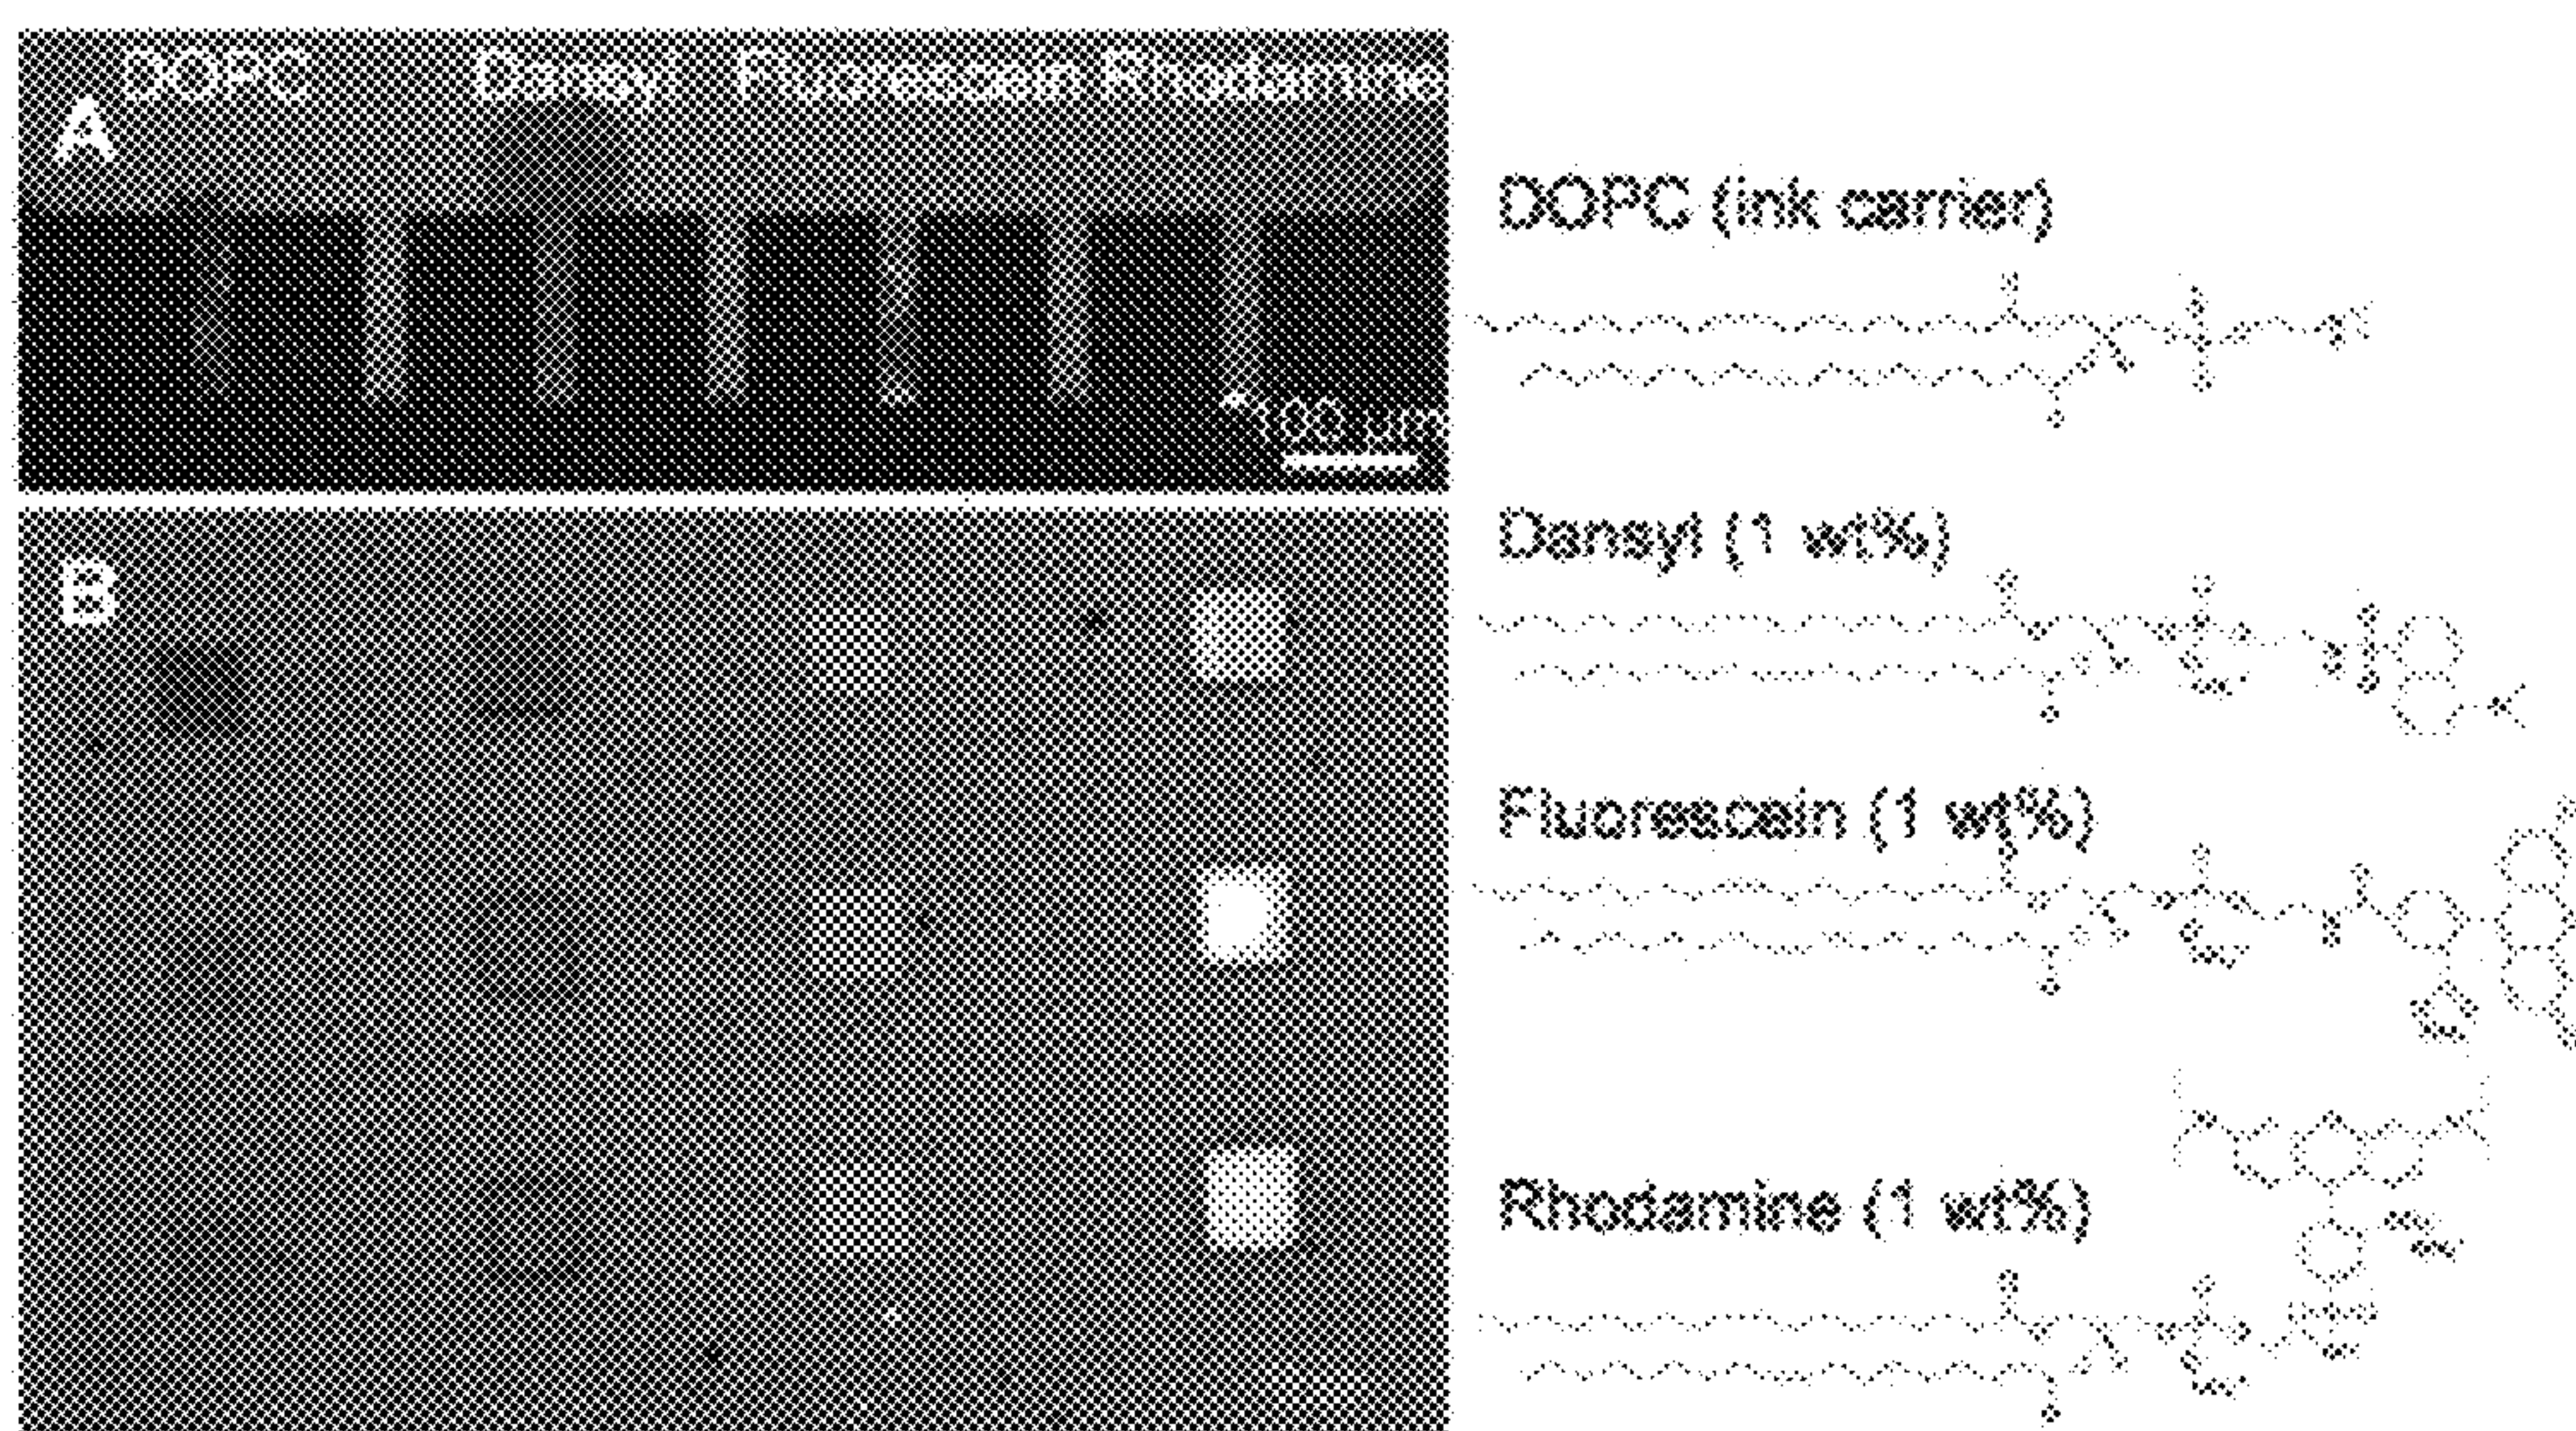 DOPC Dansyl Fluorescein Rhodamine
A
100 μm
B
DOPC (ink carrier)
Dansyl (1 wt%)
Fluorescein (1 wt%)
Rhodamine (1 wt%)